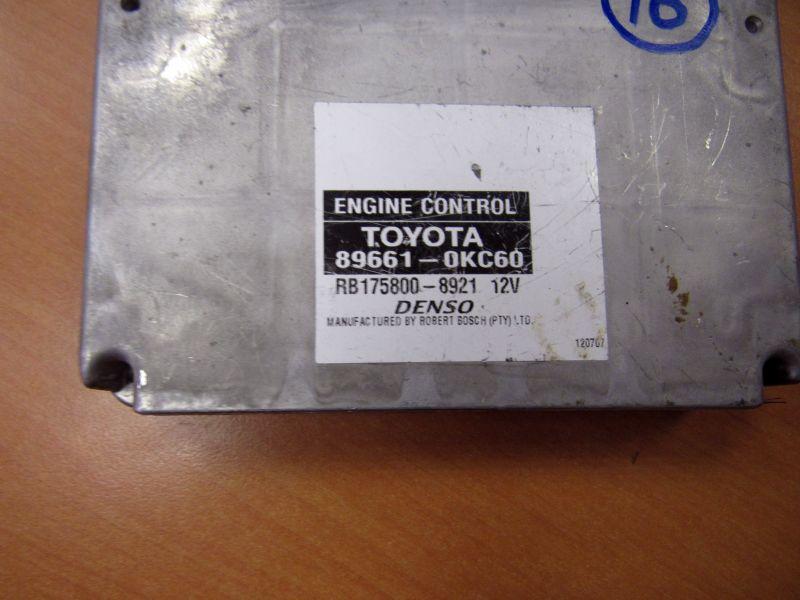 16
ENGINE CONTROL
TOYOTA
89661-0KC60
RB175800-8921 12V
DENSO
MANUFACTURED BY ROBERT BOSCH (PTY) LTD.
120707